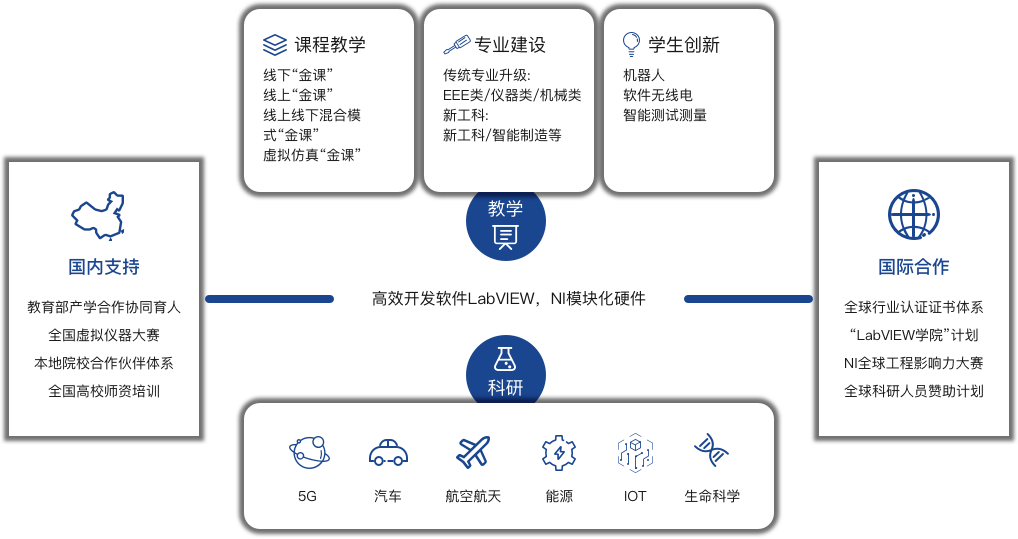 课程教学
线下“金课”
线上“金课”
线上线下混合模
式“金课”
虚拟仿真“金课”
专业建设
传统专业升级:
EEE类/仪器类/机械类
新工科:
新工科/智能制造等
学生创新
机器人
软件无线电
智能测试测量
教学
国内支持
教育部产学合作协同育人
全国虚拟仪器大赛
本地院校合作伙伴体系
全国高校师资培训
高效开发软件LabVIEW，NI模块化硬件
国际合作
全球行业认证证书体系
“LabVIEW学院”计划
NI全球工程影响力大赛
全球科研人员赞助计划
科研
5G
汽车
航空航天
能源
IOT
生命科学